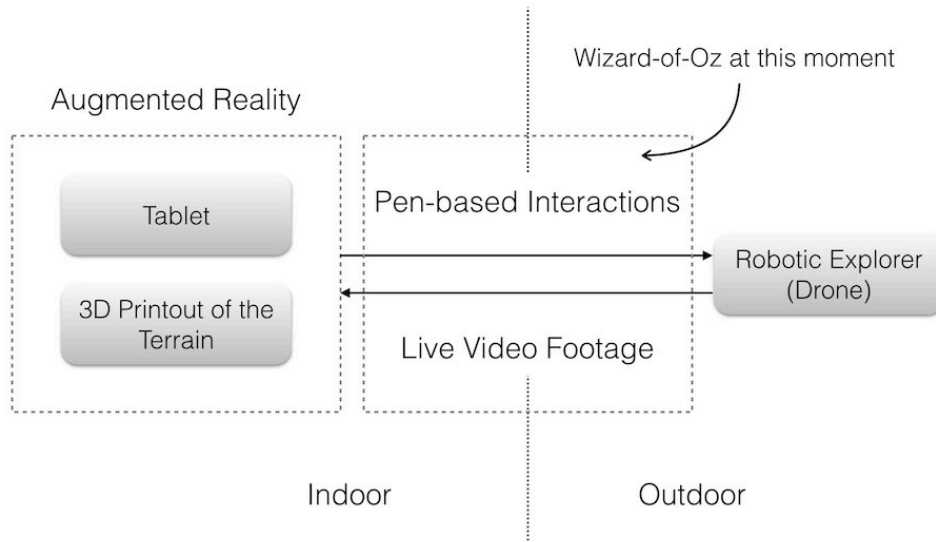 Wizard-of-Oz at this moment
Augmented Reality
Tablet
3D Printout of the
Terrain
Pen-based Interactions
Live Video Footage
Robotic Explorer
(Drone)
Indoor
Outdoor